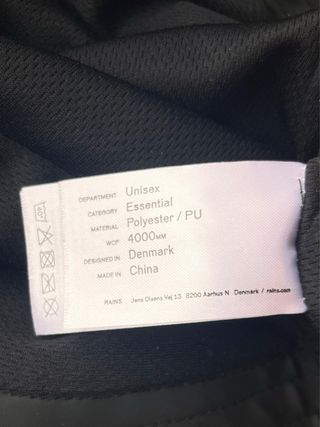 DEPARTMENT Unisex
CATEGORY Essential
MATERIAL Polyester / PU
WCP 4000MM
DESIGNED IN Denmark
MADE IN China
RAINS Jens Olsens Vej 13 8200 Aarhus N Denmark / rains.com
40°